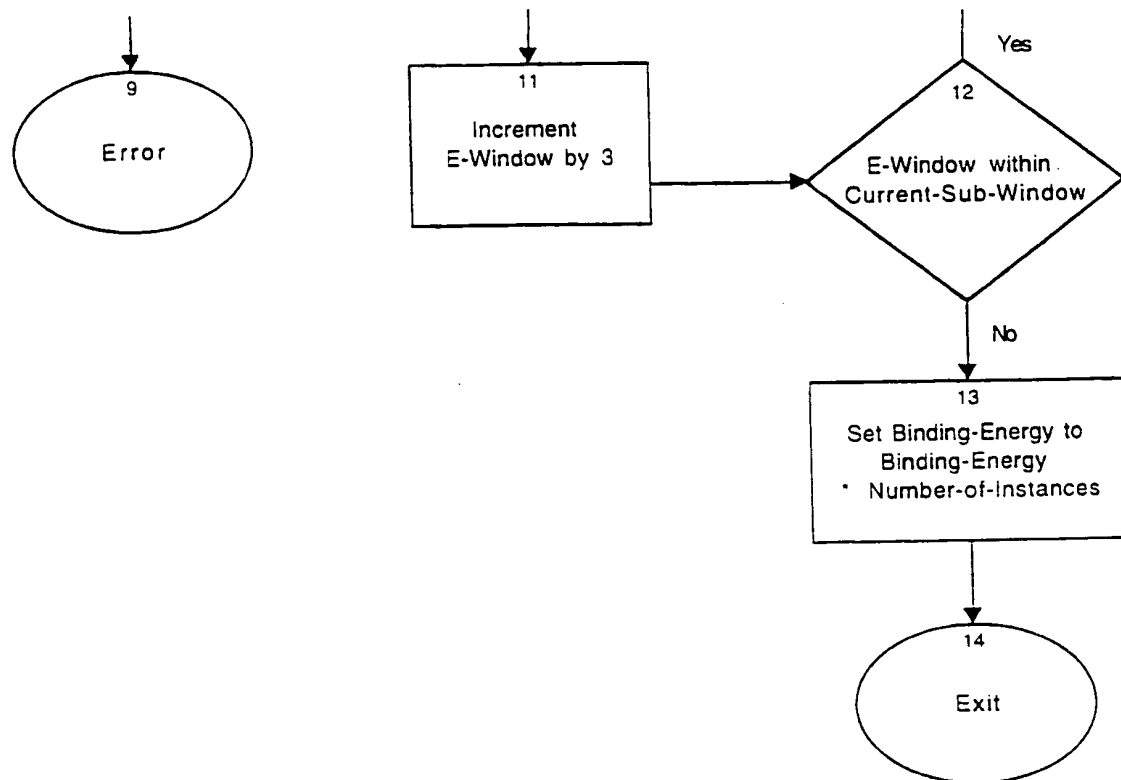 9
Error
11
Increment
E-Window by 3
Yes
12
E-Window within
Current-Sub-Window
No
13
Set Binding-Energy to
Binding-Energy
* Number-of-Instances
14
Exit